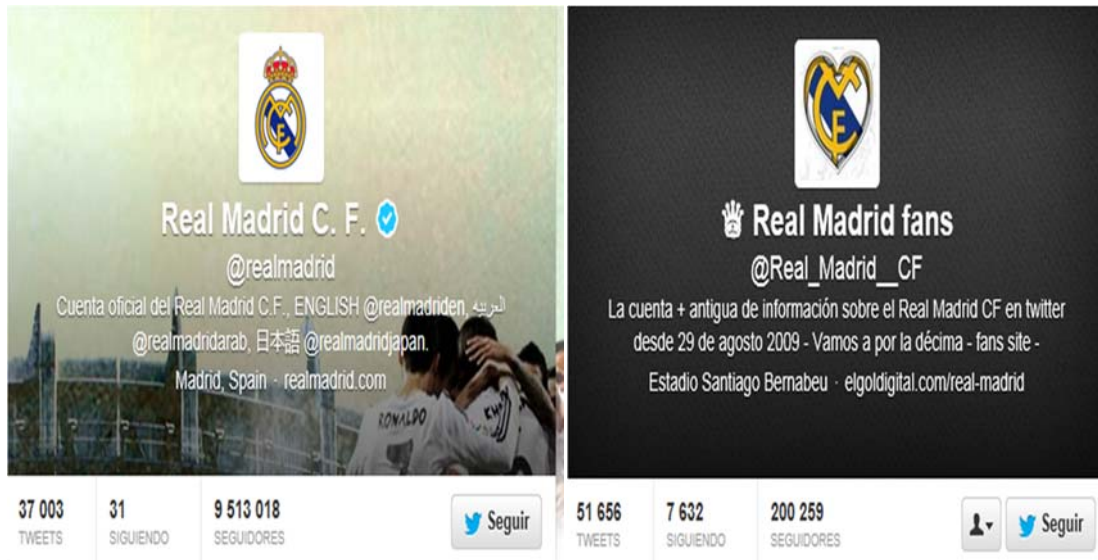 Real Madrid C. F.
@realmadrid
Cuenta oficial del Real Madrid C.F., ENGLISH @realmadriden, العربيه
@realmadridarab, 日本語 @realmadridjapan.
Madrid, Spain · realmadrid.com
RONALDO
7
37 003
TWEETS
31
SIGUIENDO
9 513 018
SEGUIDORES
Seguir
Real Madrid fans
@Real_Madrid__CF
La cuenta + antigua de información sobre el Real Madrid CF en twitter
desde 29 de agosto 2009 - Vamos a por la décima - fans site -
Estadio Santiago Bernabeu · elgoldigital.com/real-madrid
51 656
TWEETS
7 632
SIGUIENDO
200 259
SEGUIDORES
Seguir